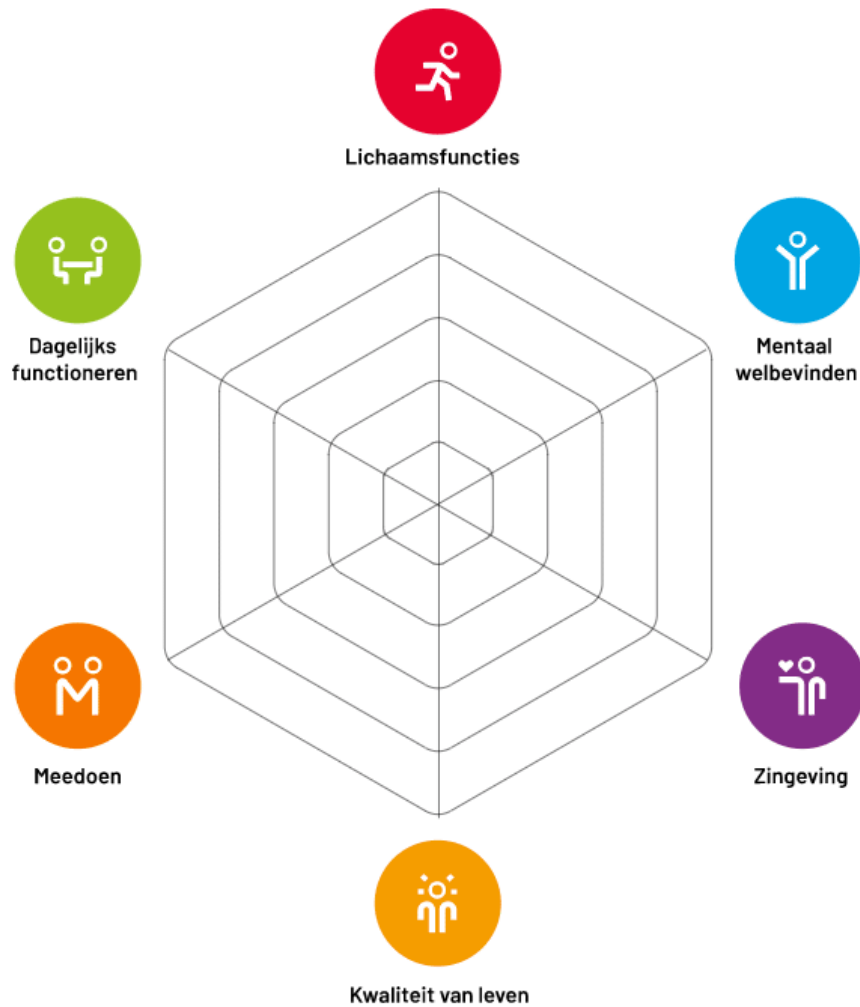 Lichaamsfuncties
Dagelijks
functioneren
Mentaal
welbevinden
Meedoen
Zingeving
Kwaliteit van leven